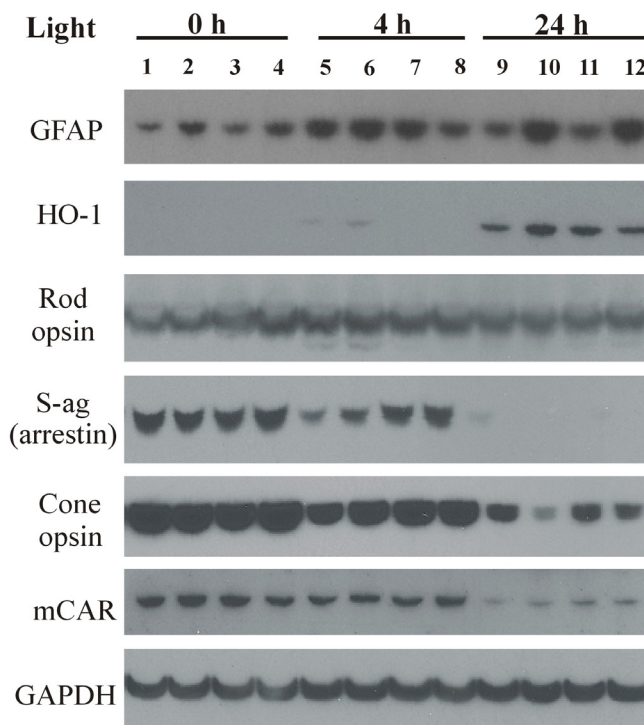 Light 0 h 4 h 24 h
1 2 3 4 5 6 7 8 9 10 11 12
GFAP
HO-1
Rod
opsin
S-ag
(arrestin)
Cone
opsin
mCAR
GAPDH